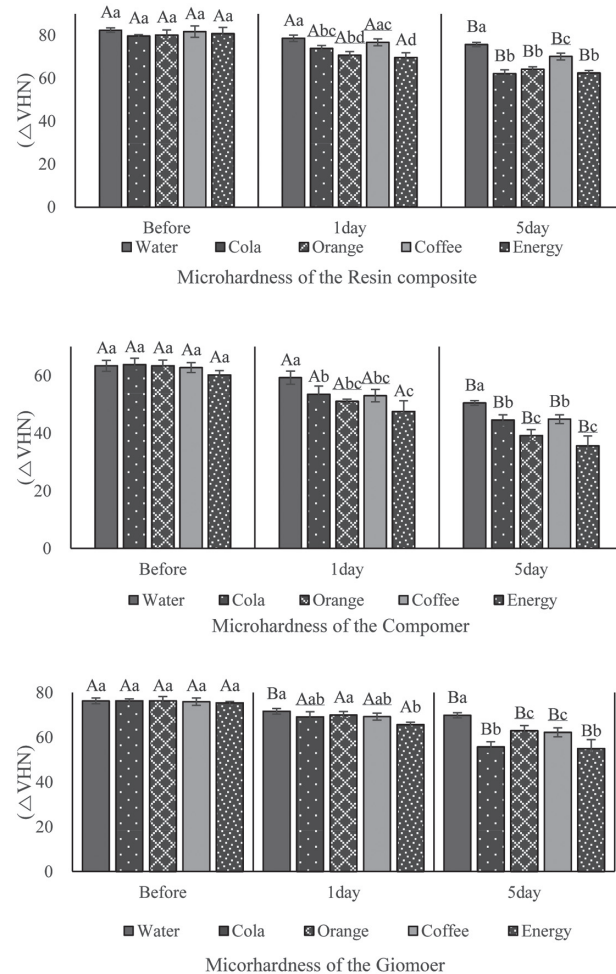 Aa Aa Aa Aa Aa Aa Abc Abd Aac Ad Ba Bb Bb Bc Bb
80
60
40
20
0
(△VHN)
Before 1day 5day
Water Cola Orange Coffee Energy
Microhardness of the Resin composite
Aa Aa Aa Aa Aa Aa Ab Abc Abc Ac Ba Bb Bc Bb Bc
60
40
20
0
(△VHN)
Before 1day 5day
Water Cola Orange Coffee Energy
Microhardness of the Compomer
Aa Aa Aa Aa Aa Ba Aab Aa Aab Ab Ba Bb Bc Bc Bb
80
60
40
20
0
(△VHN)
Before 1day 5day
Water Cola Orange Coffee Energy
Micorhardness of the Giomoer